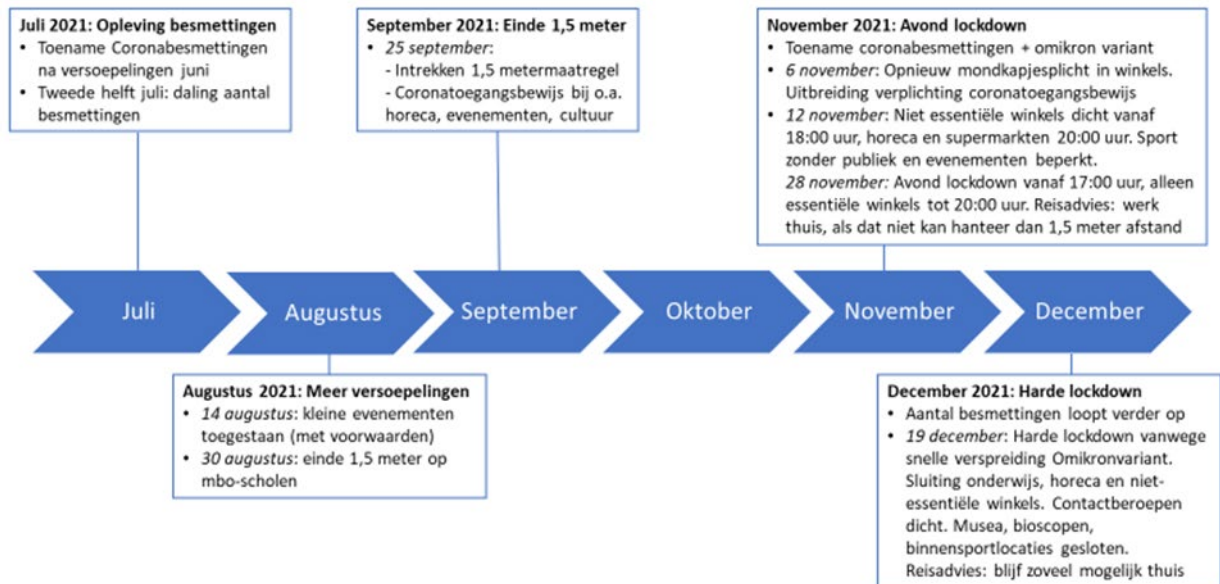 Juli 2021: Opleving besmettingen
• Toename Coronabesmettingen
na versoepelingen juni
• Tweede helft juli: daling aantal
besmettingen
September 2021: Einde 1,5 meter
• 25 september:
- Intrekken 1,5 metermaatregel
- Coronatoegangsbewijs bij o.a.
horeca, evenementen, cultuur
November 2021: Avond lockdown
• Toename coronabesmettingen + omikron variant
• 6 november: Opnieuw mondkapjesplicht in winkels.
Uitbreiding verplichting coronatoegangsbewijs
• 12 november: Niet essentiële winkels dicht vanaf
18:00 uur, horeca en supermarkten 20:00 uur. Sport
zonder publiek en evenementen beperkt.
28 november: Avond lockdown vanaf 17:00 uur, alleen
essentiële winkels tot 20:00 uur. Reisadvies: werk
thuis, als dat niet kan hanteer dan 1,5 meter afstand
Juli
Augustus
September
Oktober
November
December
Augustus 2021: Meer versoepelingen
• 14 augustus: kleine evenementen
toegestaan (met voorwaarden)
• 30 augustus: einde 1,5 meter op
mbo-scholen
December 2021: Harde lockdown
• Aantal besmettingen loopt verder op
• 19 december: Harde lockdown vanwege
snelle verspreiding Omikronvariant.
Sluiting onderwijs, horeca en niet-
essentiële winkels. Contactberoepen
dicht. Musea, bioscopen,
binnensportlocaties gesloten.
Reisadvies: blijf zoveel mogelijk thuis